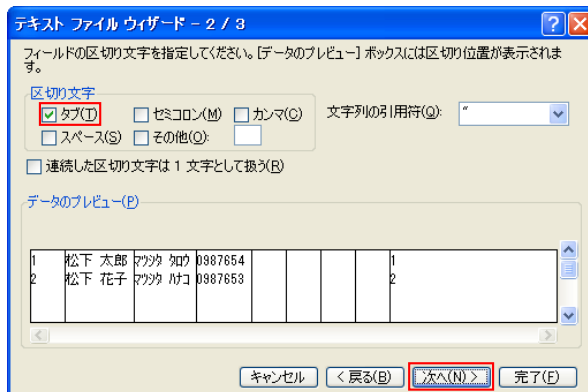 テキスト ファイル ウィザード - 2 / 3
フィールドの区切り文字を指定してください。[データのプレビュー] ボックスには区切り位置が表示されま
す。
区切り文字
タブ(T) セミコロン(M) カンマ(C) 文字列の引用符(Q): "
スペース(S) その他(O):
連続した区切り文字は 1 文字として扱う(R)
データのプレビュー(P)
1 松下 太郎 ﾏﾂｼﾀ ﾀﾛｳ 0987654 1
2 松下 花子 ﾏﾂｼﾀ ﾊﾅｺ 0987653 2
キャンセル < 戻る(B) 次へ(N) > 完了(F)